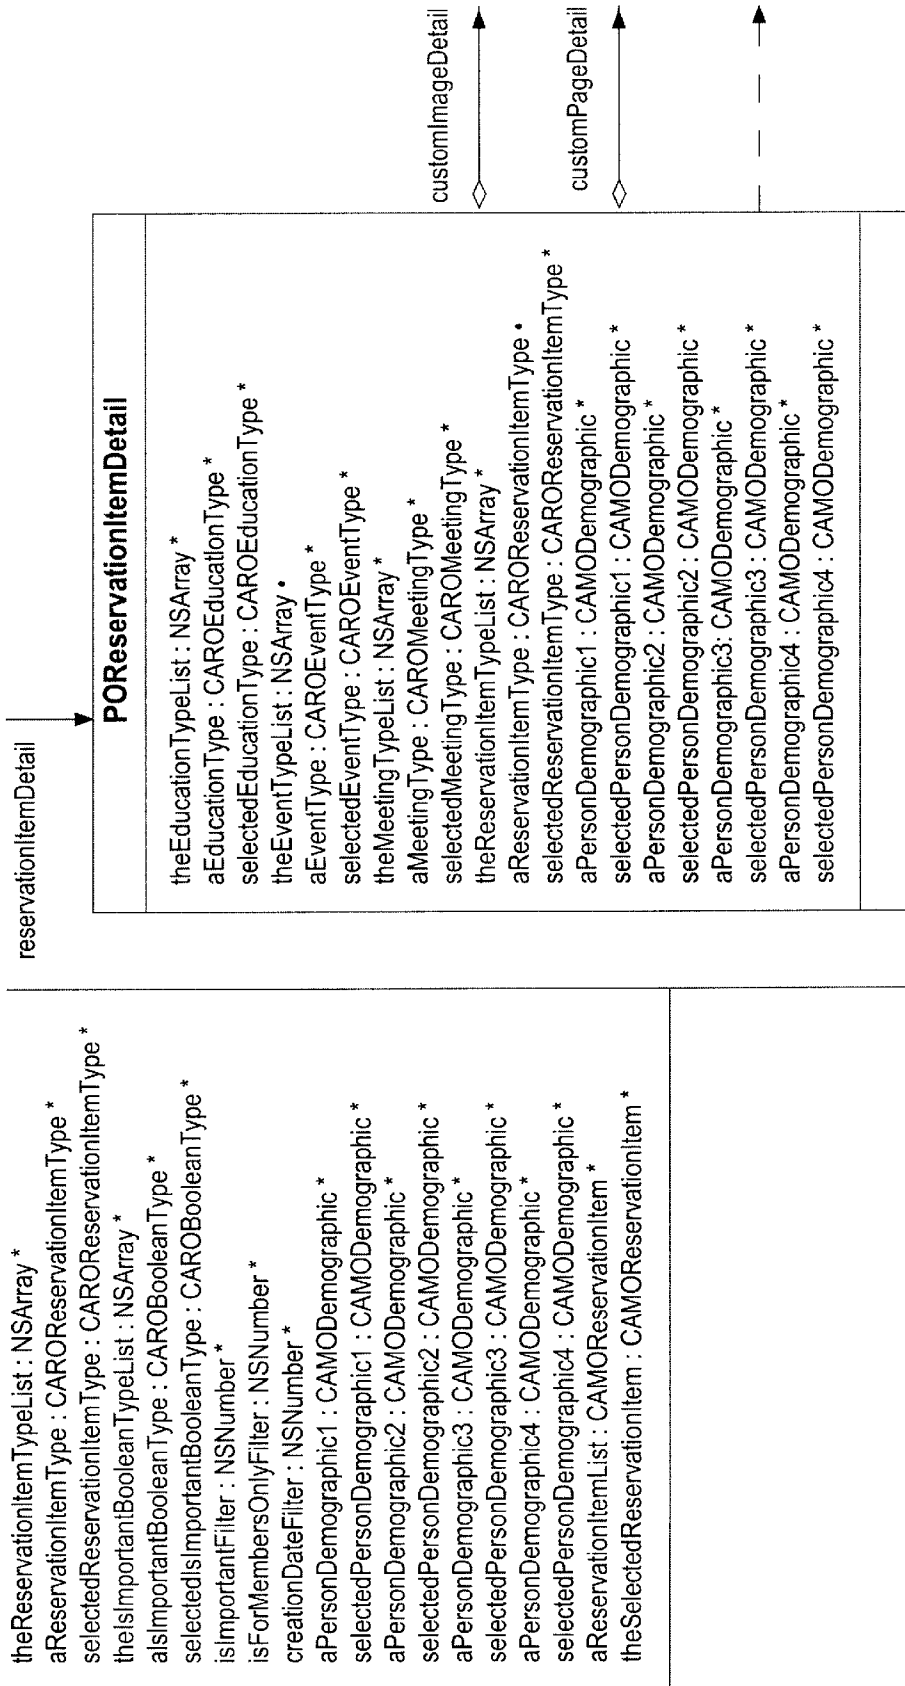 theReservationItemTypeList : NSArray *
aReservationItemType : CAROReservationItemType *
selectedReservationItemType : CAROReservationItemType *
theIsImportantBooleanTypeList : NSArray *
aIsImportantBooleanType : CAROBooleanType *
selectedIsImportantBooleanType : CAROBooleanType *
isImportantFilter : NSNumber *
isForMembersOnlyFilter : NSNumber *
creationDateFilter : NSNumber *
aPersonDemographic1 : CAMODemographic *
selectedPersonDemographic1 : CAMODemographic *
aPersonDemographic2 : CAMODemographic *
selectedPersonDemographic2 : CAMODemographic *
aPersonDemographic3 : CAMODemographic *
selectedPersonDemographic3 : CAMODemographic *
aPersonDemographic4 : CAMODemographic *
selectedPersonDemographic4 : CAMODemographic *
aReservationItemList : CAMOReservationItem *
theSelectedReservationItem : CAMOReservationItem *
reservationItemDetail
POReservationItemDetail
theEducationTypeList : NSArray *
aEducationType : CAROEducationType *
selectedEducationType : CAROEducationType *
theEventTypeList : NSArray •
aEventType : CAROEventType *
selectedEventType : CAROEventType *
theMeetingTypeList : NSArray *
aMeetingType : CAROMeetingType *
selectedMeetingType : CAROMeetingType *
theReservationItemTypeList : NSArray *
aReservationItemType : CAROReservationItemType •
selectedReservationItemType : CAROReservationItemType *
aPersonDemographic1 : CAMODemographic *
selectedPersonDemographic1 : CAMODemographic *
aPersonDemographic2 : CAMODemographic *
selectedPersonDemographic2 : CAMODemographic *
aPersonDemographic3: CAMODemographic *
selectedPersonDemographic3 : CAMODemographic *
aPersonDemographic4 : CAMODemographic *
selectedPersonDemographic4 : CAMODemographic *
customImageDetail
customPageDetail